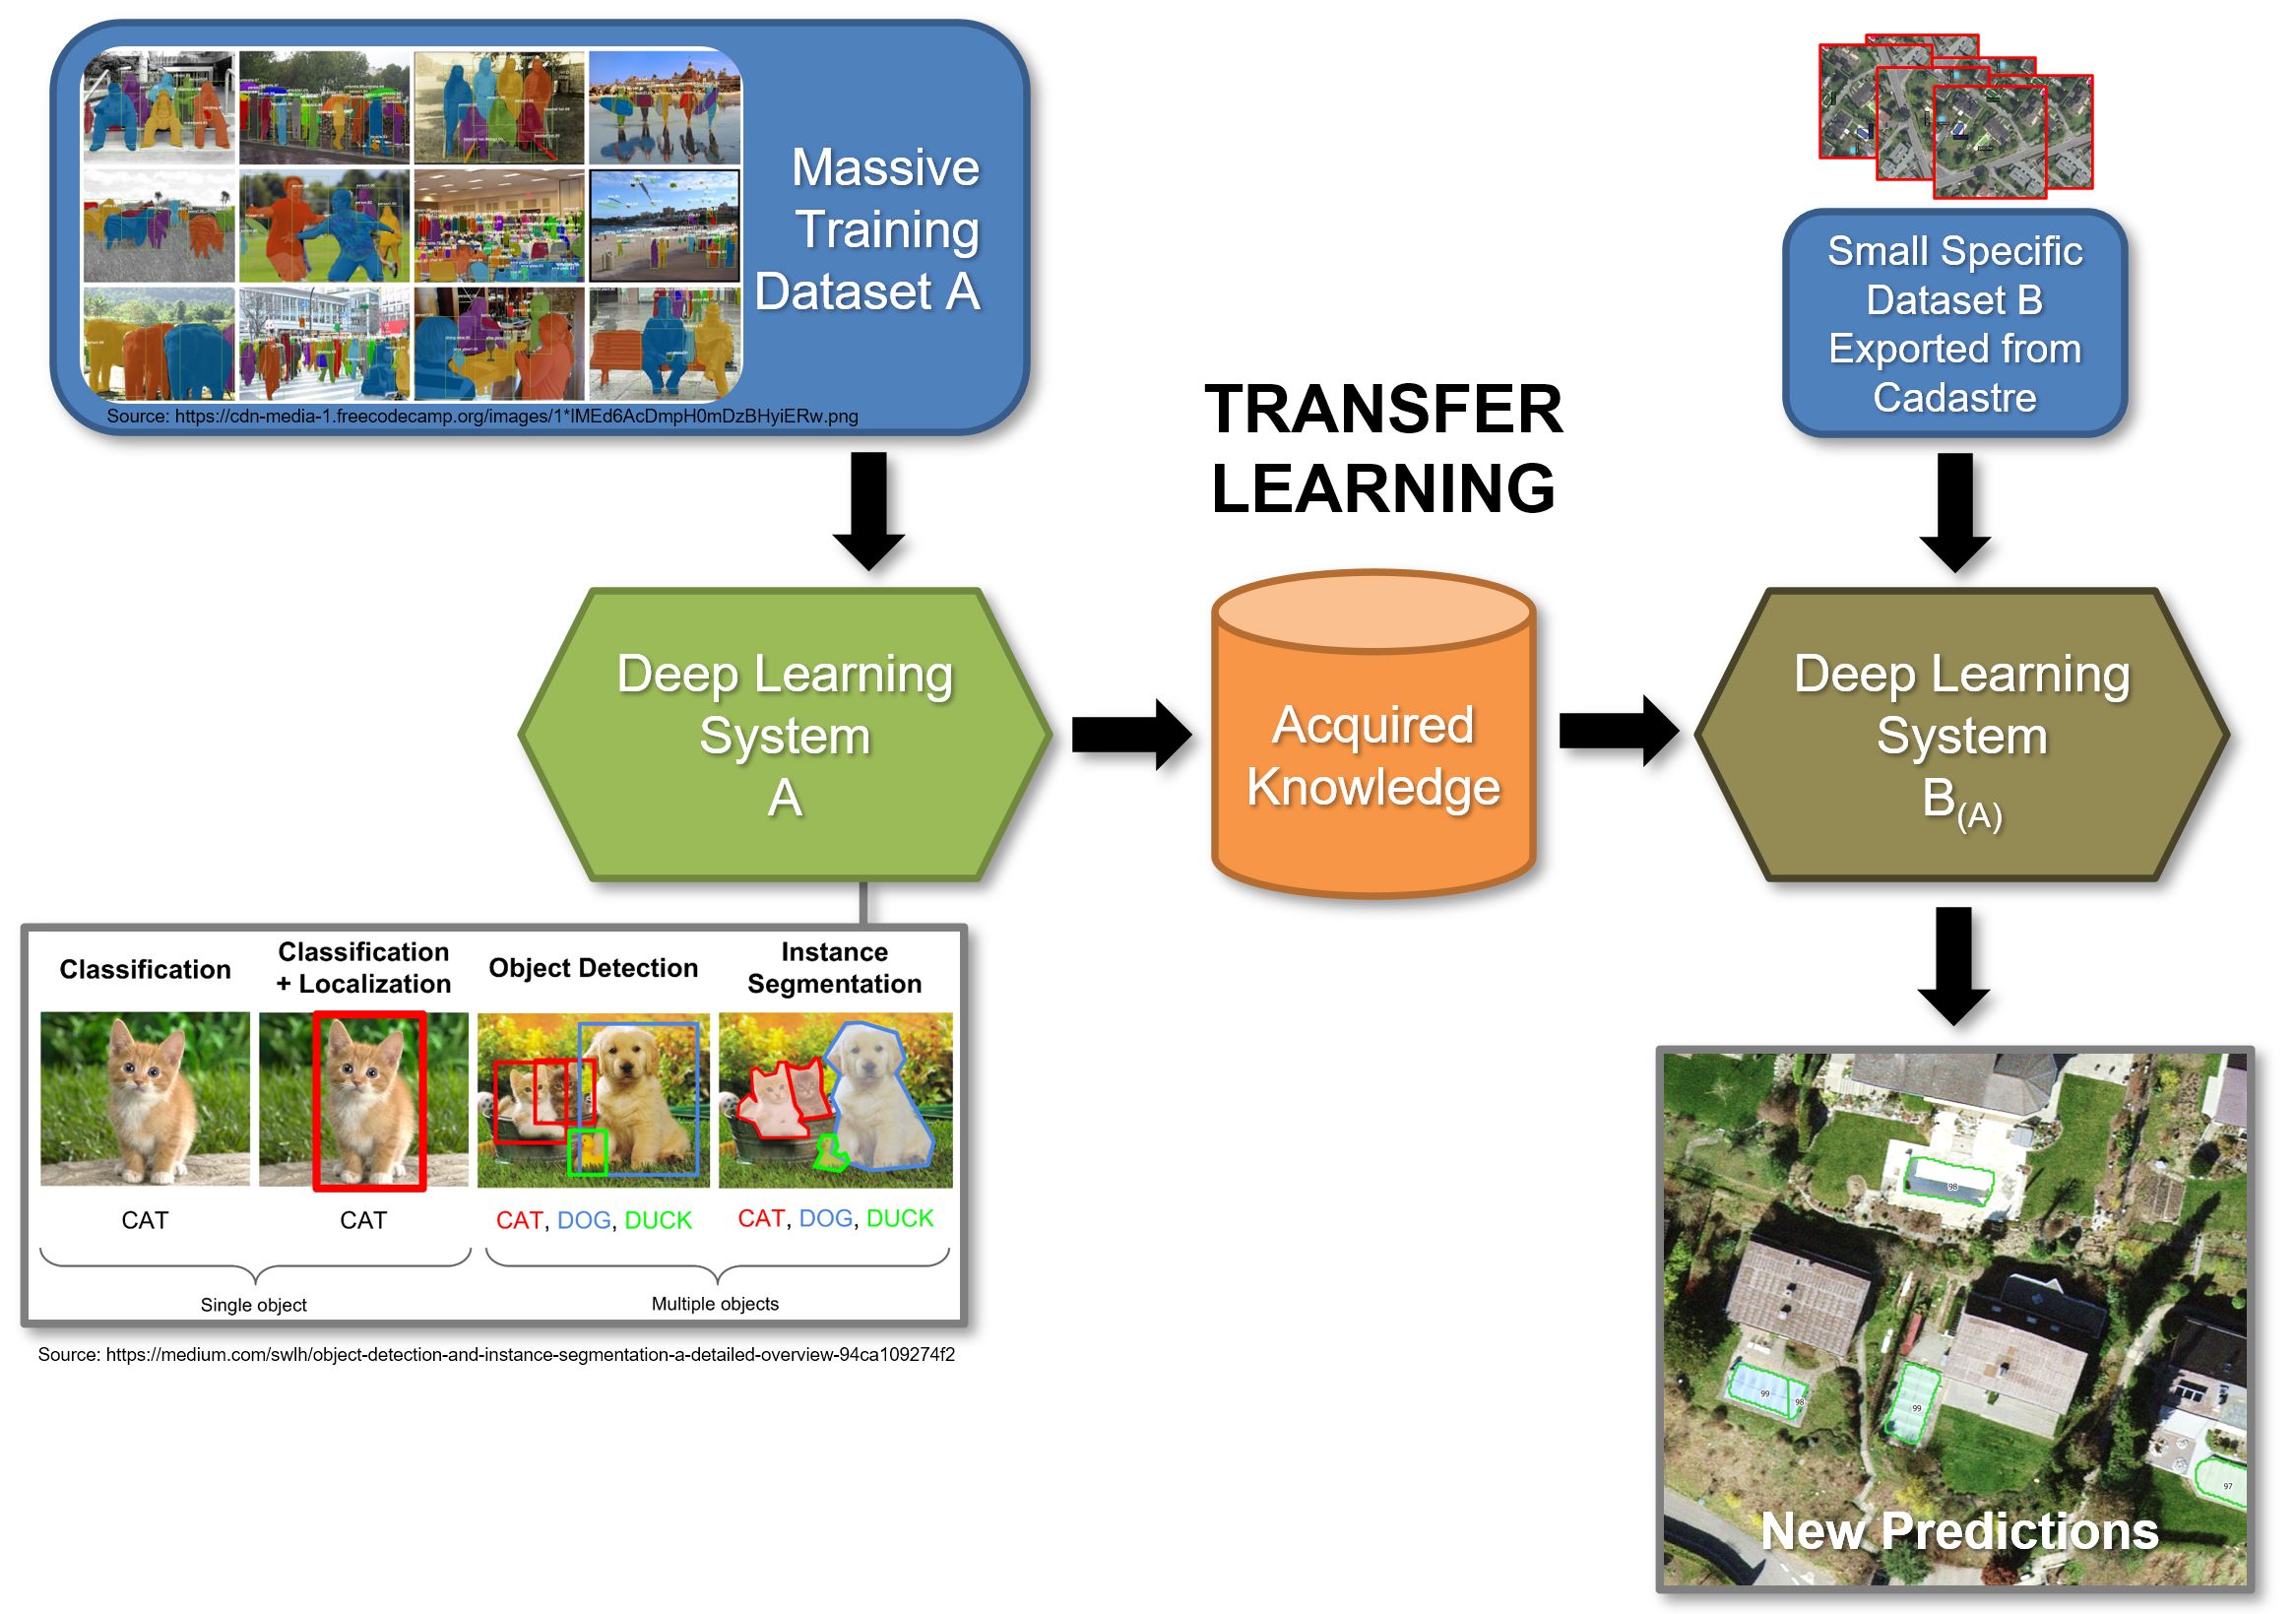 Massive
Training
Dataset A
Source: https://cdn-media-1.freecodecamp.org/images/1*lMEd6AcDmpH0mDzBHyiERw.png
Small Specific
Dataset B
Exported from
Cadastre
TRANSFER
LEARNING
Deep Learning
System
A
Acquired
Knowledge
Deep Learning
System
B(A)
Classification
Classification
+ Localization
Object Detection
Instance
Segmentation
CAT
CAT
CAT, DOG, DUCK
CAT, DOG, DUCK
Single object
Multiple objects
Source: https://medium.com/swlh/object-detection-and-instance-segmentation-a-detailed-overview-94ca109274f2
98
99
98
99
97
New Predictions